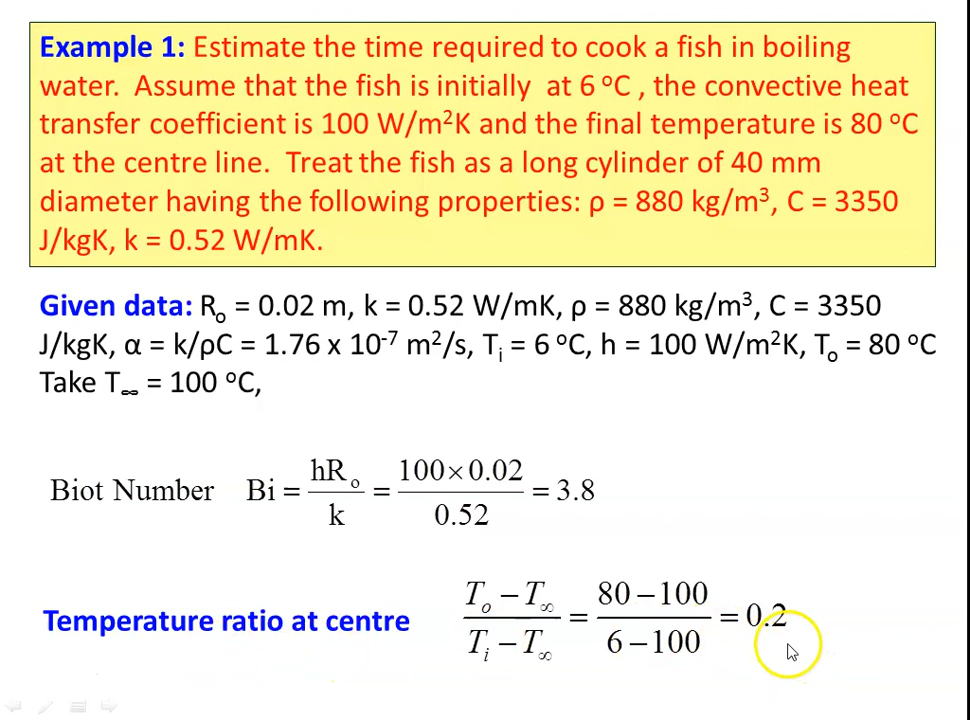 Example 1: Estimate the time required to cook a fish in boiling
water. Assume that the fish is initially at 6 ᵒC , the convective heat
transfer coefficient is 100 W/m²K and the final temperature is 80 ᵒC
at the centre line. Treat the fish as a long cylinder of 40 mm
diameter having the following properties: ρ = 880 kg/m³, C = 3350
J/kgK, k = 0.52 W/mK.
Given data: Rₒ = 0.02 m, k = 0.52 W/mK, ρ = 880 kg/m³, C = 3350
J/kgK, α = k/ρC = 1.76 x 10⁻⁷ m²/s, Tᵢ = 6 ᵒC, h = 100 W/m²K, Tₒ = 80 ᵒC
Take T∞ = 100 ᵒC,
Biot Number Bi = hRₒ / k = 100 × 0.02 / 0.52 = 3.8
Temperature ratio at centre Tₒ − T∞ / Tᵢ − T∞ = 80 − 100 / 6 − 100 = 0.2